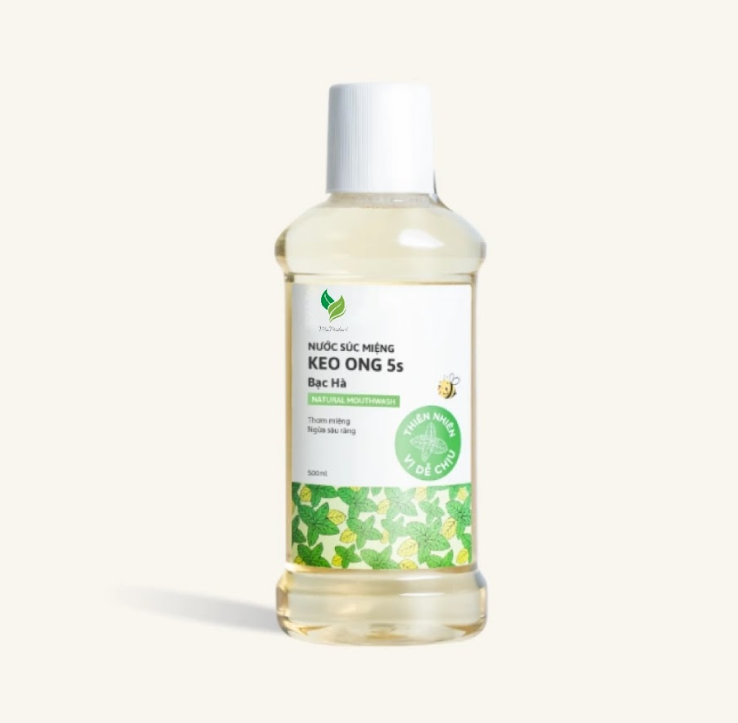 NƯỚC SÚC MIỆNG
KEO ONG 5s
Bạc Hà
NATURAL MOUTHWASH
Thơm miệng
Ngừa sâu răng
THIÊN NHIÊN
VỊ DỄ CHỊU
500ml